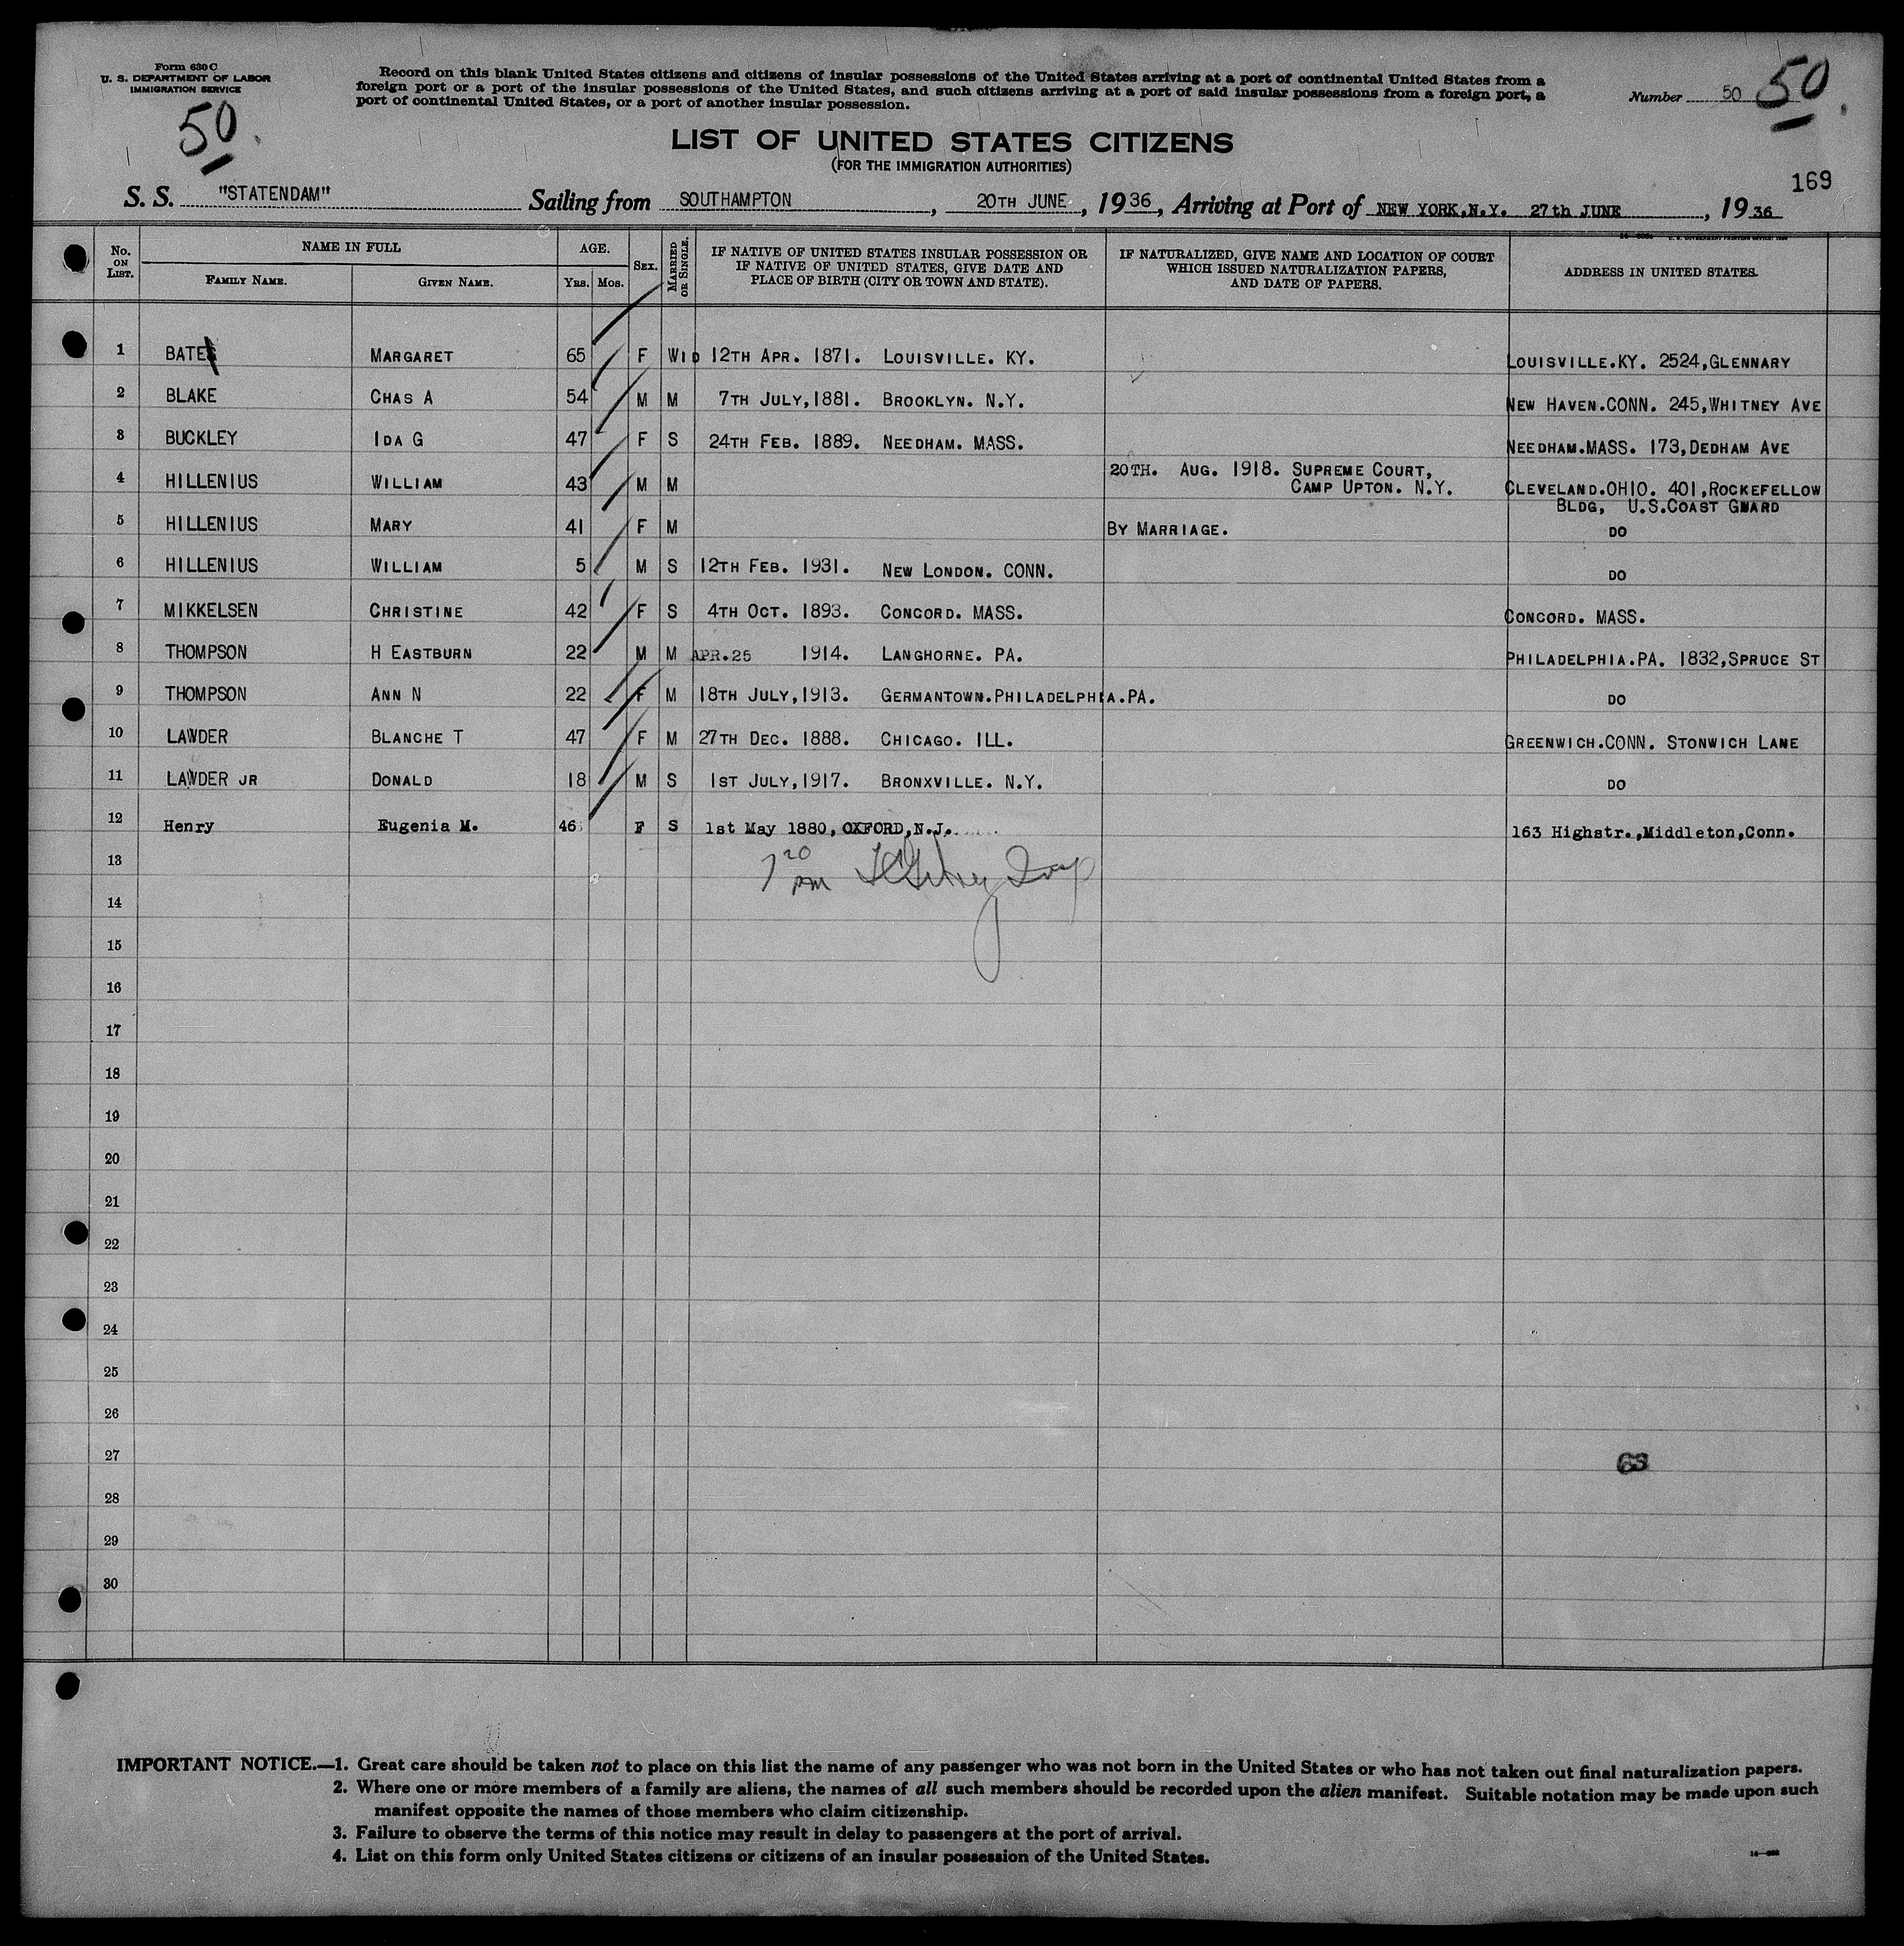 Form 630 C
U. S. DEPARTMENT OF LABOR
IMMIGRATION SERVICE
50
Record on this blank United States citizens and citizens of insular possessions of the United States arriving at a port of continental United States from a
foreign port or a port of the insular possessions of the United States, and such citizens arriving at a port of said insular possessions from a foreign port, a
port of continental United States, or a port of another insular possession.
Number 50 50
LIST OF UNITED STATES CITIZENS
(FOR THE IMMIGRATION AUTHORITIES)
169
S. S. "STATENDAM" Sailing from SOUTHAMPTON, 20TH JUNE, 1936, Arriving at Port of NEW YORK,N.Y. 27th JUNE, 1936
No. ON LIST. NAME IN FULL FAMILY NAME. GIVEN NAME. AGE. YRS. MOS. SEX. MARRIED OR SINGLE. IF NATIVE OF UNITED STATES INSULAR POSSESSION OR IF NATIVE OF UNITED STATES, GIVE DATE AND PLACE OF BIRTH (CITY OR TOWN AND STATE). IF NATURALIZED, GIVE NAME AND LOCATION OF COURT WHICH ISSUED NATURALIZATION PAPERS, AND DATE OF PAPERS. ADDRESS IN UNITED STATES.
1 BATES MARGARET 65 F WID 12TH APR. 1871. LOUISVILLE. KY. LOUISVILLE.KY. 2524,GLENNARY
2 BLAKE CHAS A 54 M M 7TH JULY,1881. BROOKLYN. N.Y. NEW HAVEN.CONN. 245,WHITNEY AVE
3 BUCKLEY IDA G 47 F S 24TH FEB. 1889. NEEDHAM. MASS. NEEDHAM.MASS. 173,DEDHAM AVE
4 HILLENIUS WILLIAM 43 M M 20TH. AUG. 1918. SUPREME COURT, CAMP UPTON. N.Y. CLEVELAND.OHIO. 401,ROCKEFELLOW
BLDG, U.S.COAST GUARD
5 HILLENIUS MARY 41 F M BY MARRIAGE. DO
6 HILLENIUS WILLIAM 5 M S 12TH FEB. 1931. NEW LONDON. CONN. DO
7 MIKKELSEN CHRISTINE 42 F S 4TH OCT. 1893. CONCORD. MASS. CONCORD. MASS.
8 THOMPSON H EASTBURN 22 M M APR.25 1914. LANGHORNE. PA. PHILADELPHIA.PA. 1832,SPRUCE ST
9 THOMPSON ANN N 22 F M 18TH JULY,1913. GERMANTOWN.PHILADELPHIA.PA. DO
10 LAWDER BLANCHE T 47 F M 27TH DEC. 1888. CHICAGO. ILL. GREENWICH.CONN. STONWICH LANE
11 LAWDER JR DONALD 18 M S 1ST JULY,1917. BRONXVILLE. N.Y. DO
12 Henry Eugenia M. 46 F S 1st May 1880, OXFORD,N.J. 163 Highstr.,Middleton,Conn.
13
7 20 PM
14
15
16
17
18
19
20
21
22
23
24
25
26
27
28
29
30
IMPORTANT NOTICE.—1. Great care should be taken not to place on this list the name of any passenger who was not born in the United States or who has not taken out final naturalization papers.
2. Where one or more members of a family are aliens, the names of all such members should be recorded upon the alien manifest. Suitable notation may be made upon such
manifest opposite the names of those members who claim citizenship.
3. Failure to observe the terms of this notice may result in delay to passengers at the port of arrival.
4. List on this form only United States citizens or citizens of an insular possession of the United States.